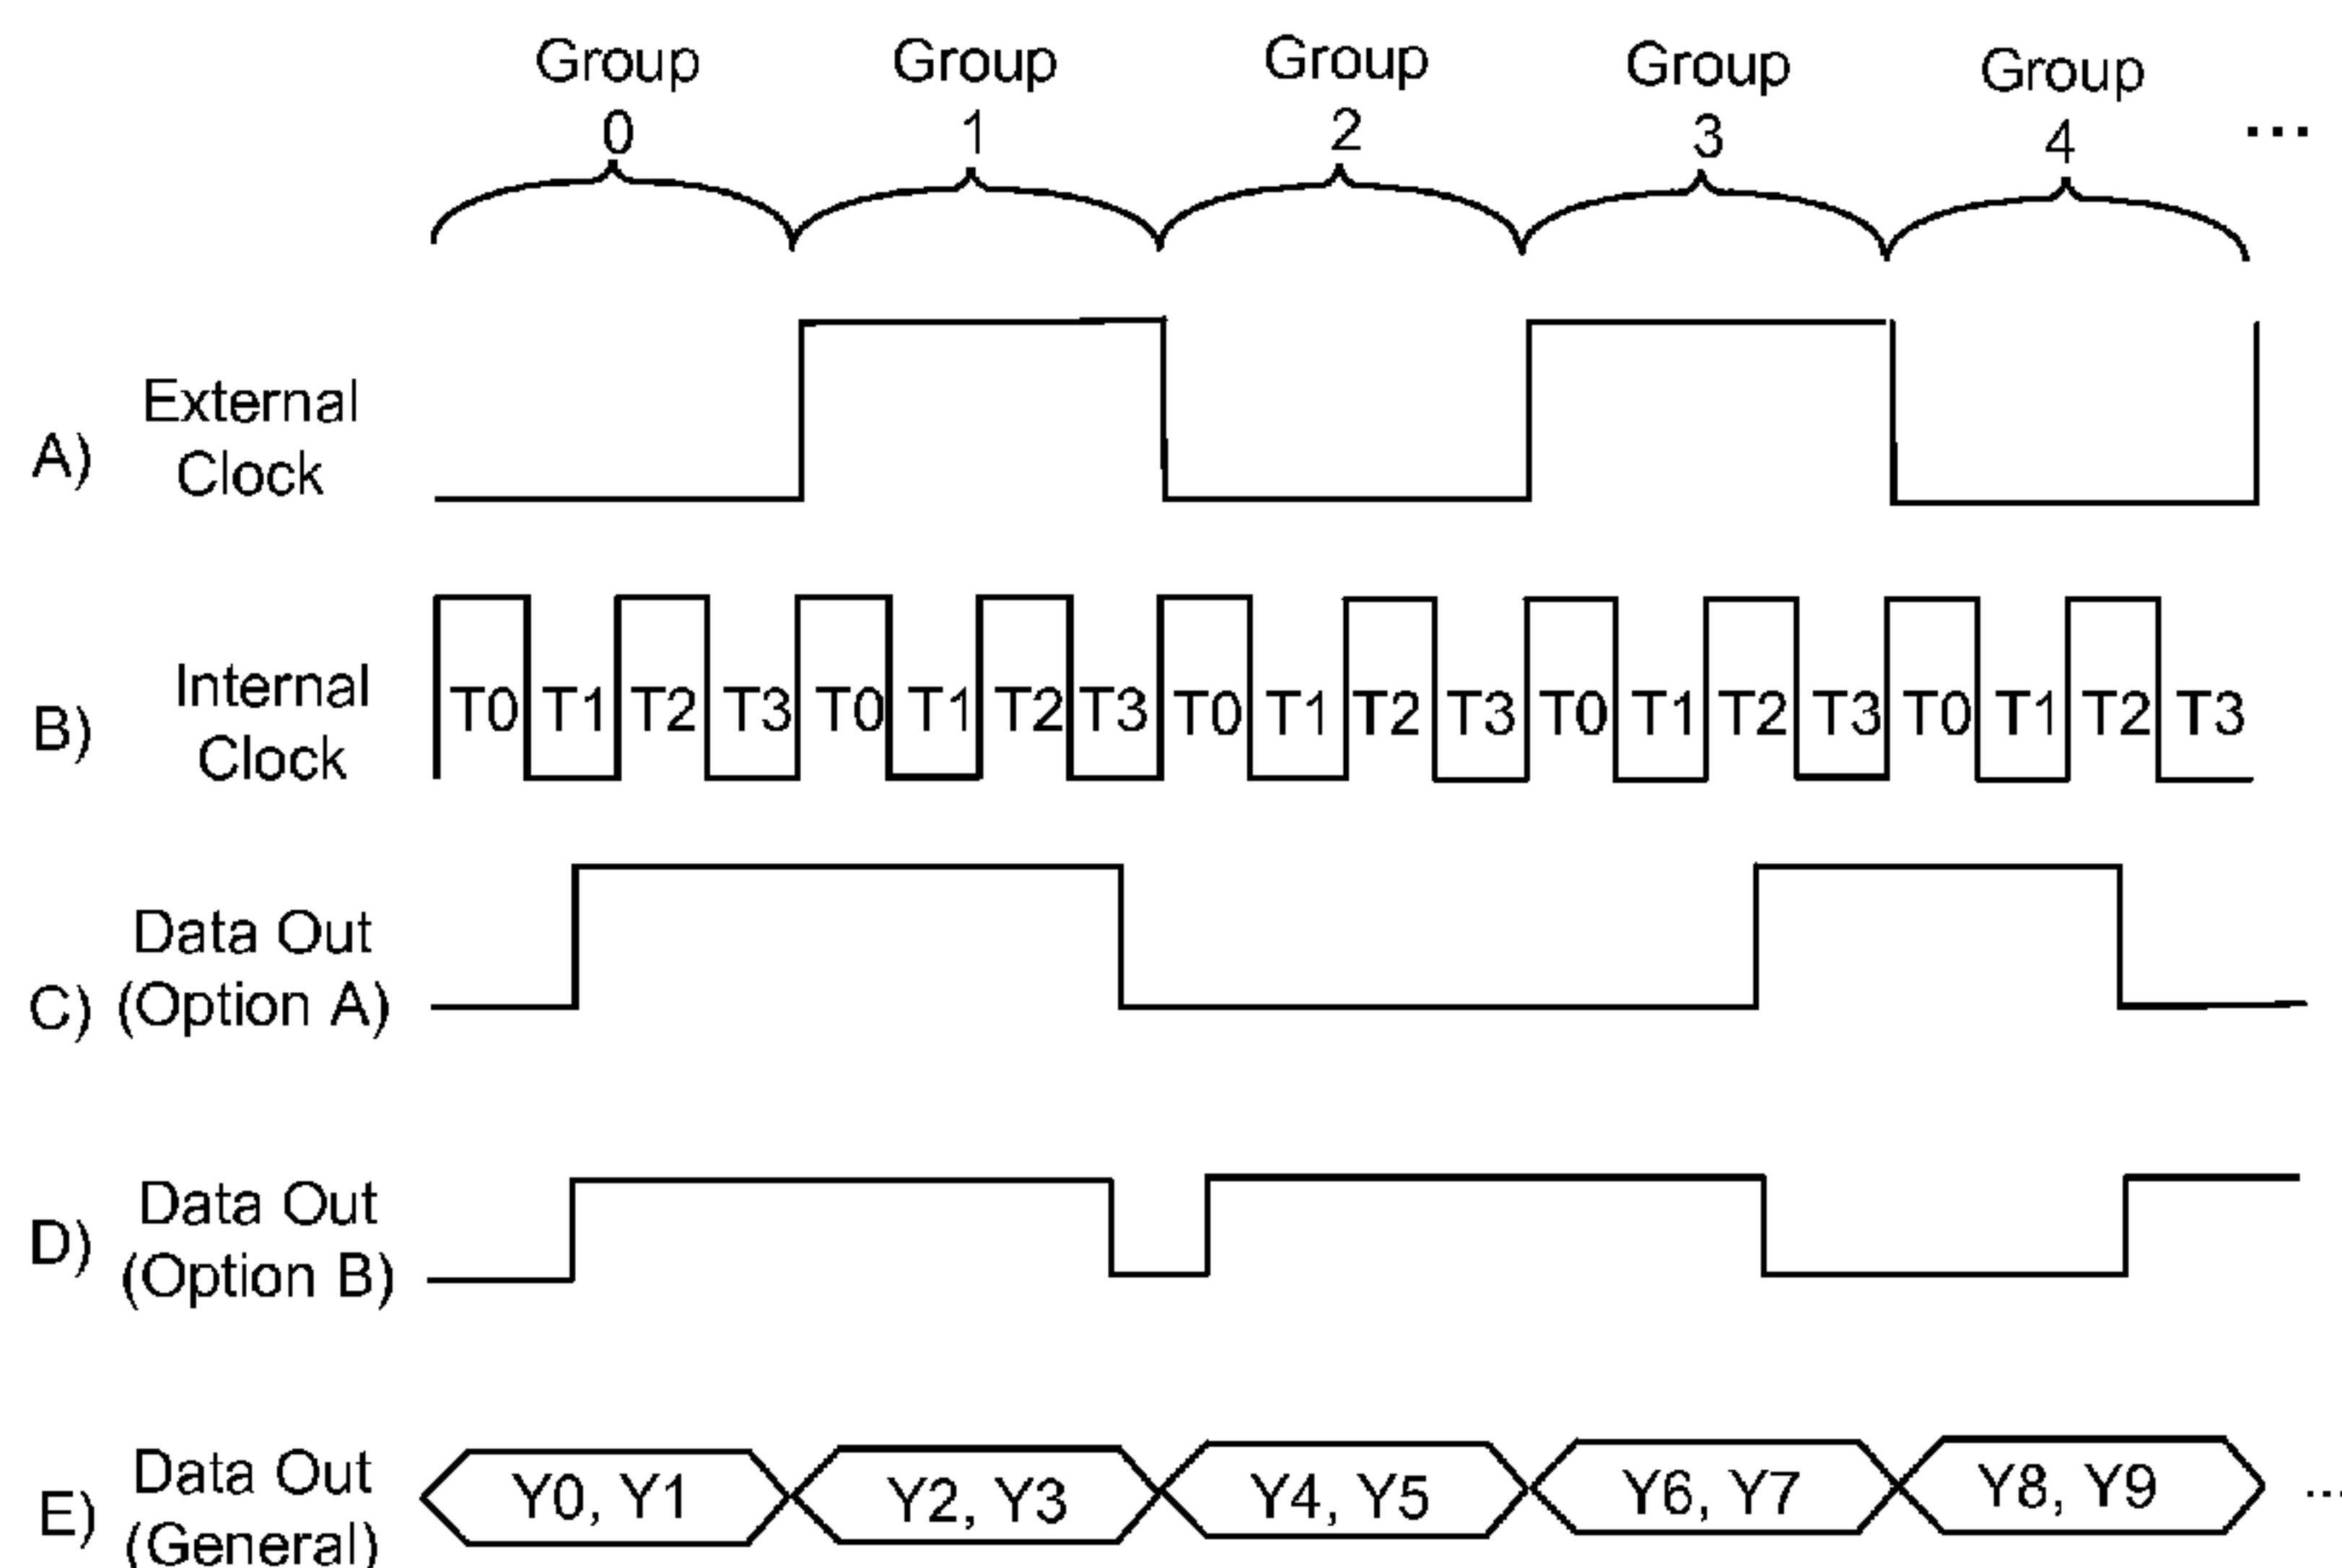 Group Group Group Group Group
0 1 2 3 4 ...
External
A) Clock
Internal
B) Clock
T0 T1 T2 T3 T0 T1 T2 T3 T0 T1 T2 T3 T0 T1 T2 T3 T0 T1 T2 T3
Data Out
C) (Option A)
Data Out
D) (Option B)
Data Out
E) (General)
Y0, Y1 Y2, Y3 Y4, Y5 Y6, Y7 Y8, Y9 ...